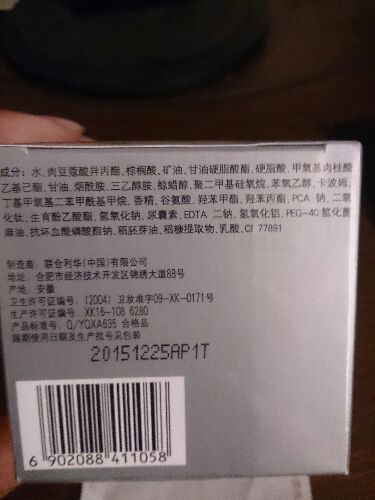 成分: 水, 肉豆蔻酸异丙酯, 棕榈酸, 矿油, 甘油硬脂酸酯, 硬脂酸, 甲氧基肉桂酸
乙基己酯, 甘油, 烟酰胺, 三乙醇胺, 鲸蜡醇, 聚二甲基硅氧烷, 苯氧乙醇, 卡波姆,
丁基甲氧基二苯甲酰基甲烷, 香精, 谷氨酸, 羟苯甲酯, 羟苯丙酯, PCA 钠, 二氧
化钛, 生育酚乙酸酯, 氢氧化钠, 尿囊素, EDTA 二钠, 氢氧化铝, PEG-40 氢化蓖
麻油, 抗坏血酸磷酸酯钠, 稻胚芽油, 稻糠提取物, 乳酸, CI 77891
制造商: 联合利华(中国)有限公司
地址: 合肥市经济技术开发区锦绣大道88号
产地: 安徽
卫生许可证编号: (2004) 卫妆准字09-XK-0171号
生产许可证编号: XK16-108 6280
产品标准号: Q/YQXA635 合格品
限期使用日期及生产批号见包装
20151225AP1T
6 902088 411058